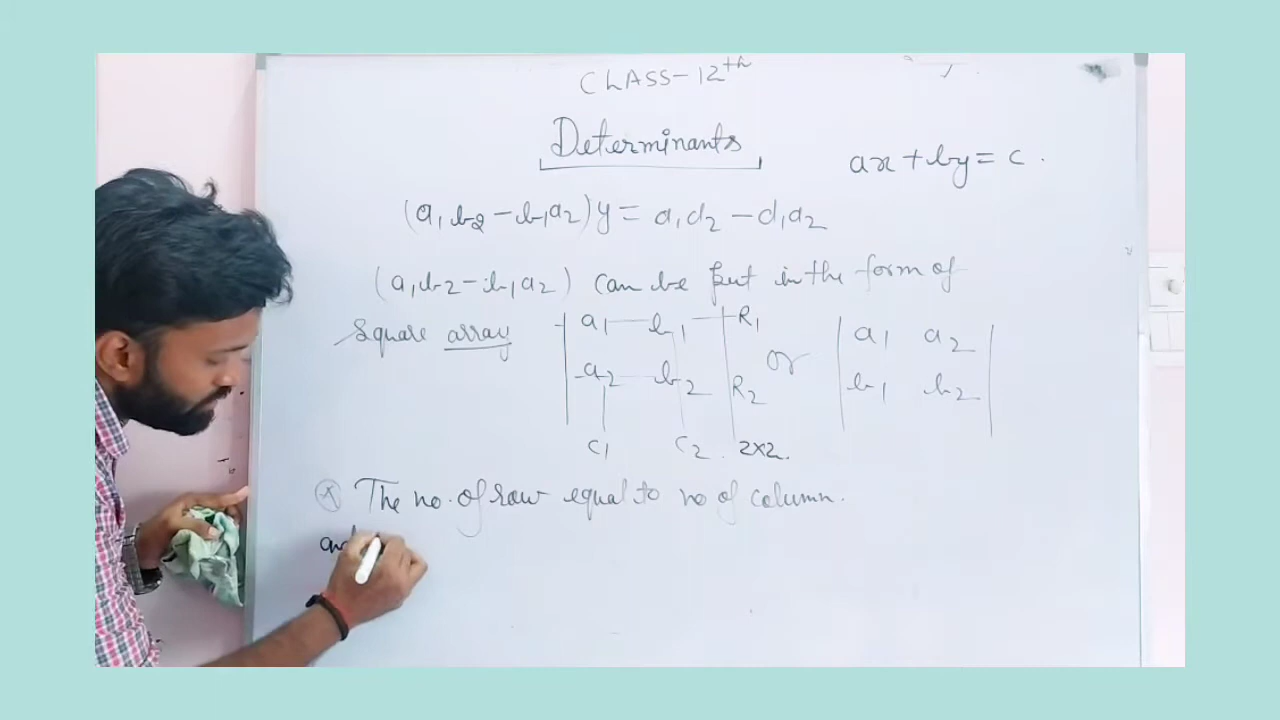 CLASS-12th
Determinants
ax + by = c .
(a₁b₂ - b₁a₂)y = a₁d₂ - d₁a₂
(a₁b₂ - b₁a₂) can be put in the form of
Square array | a₁ b₁ | R₁ or | a₁ a₂ |
| a₂ b₂ | R₂ | b₁ b₂ |
C₁ C₂ . 2×2.
* The no. of row equal to no of column.